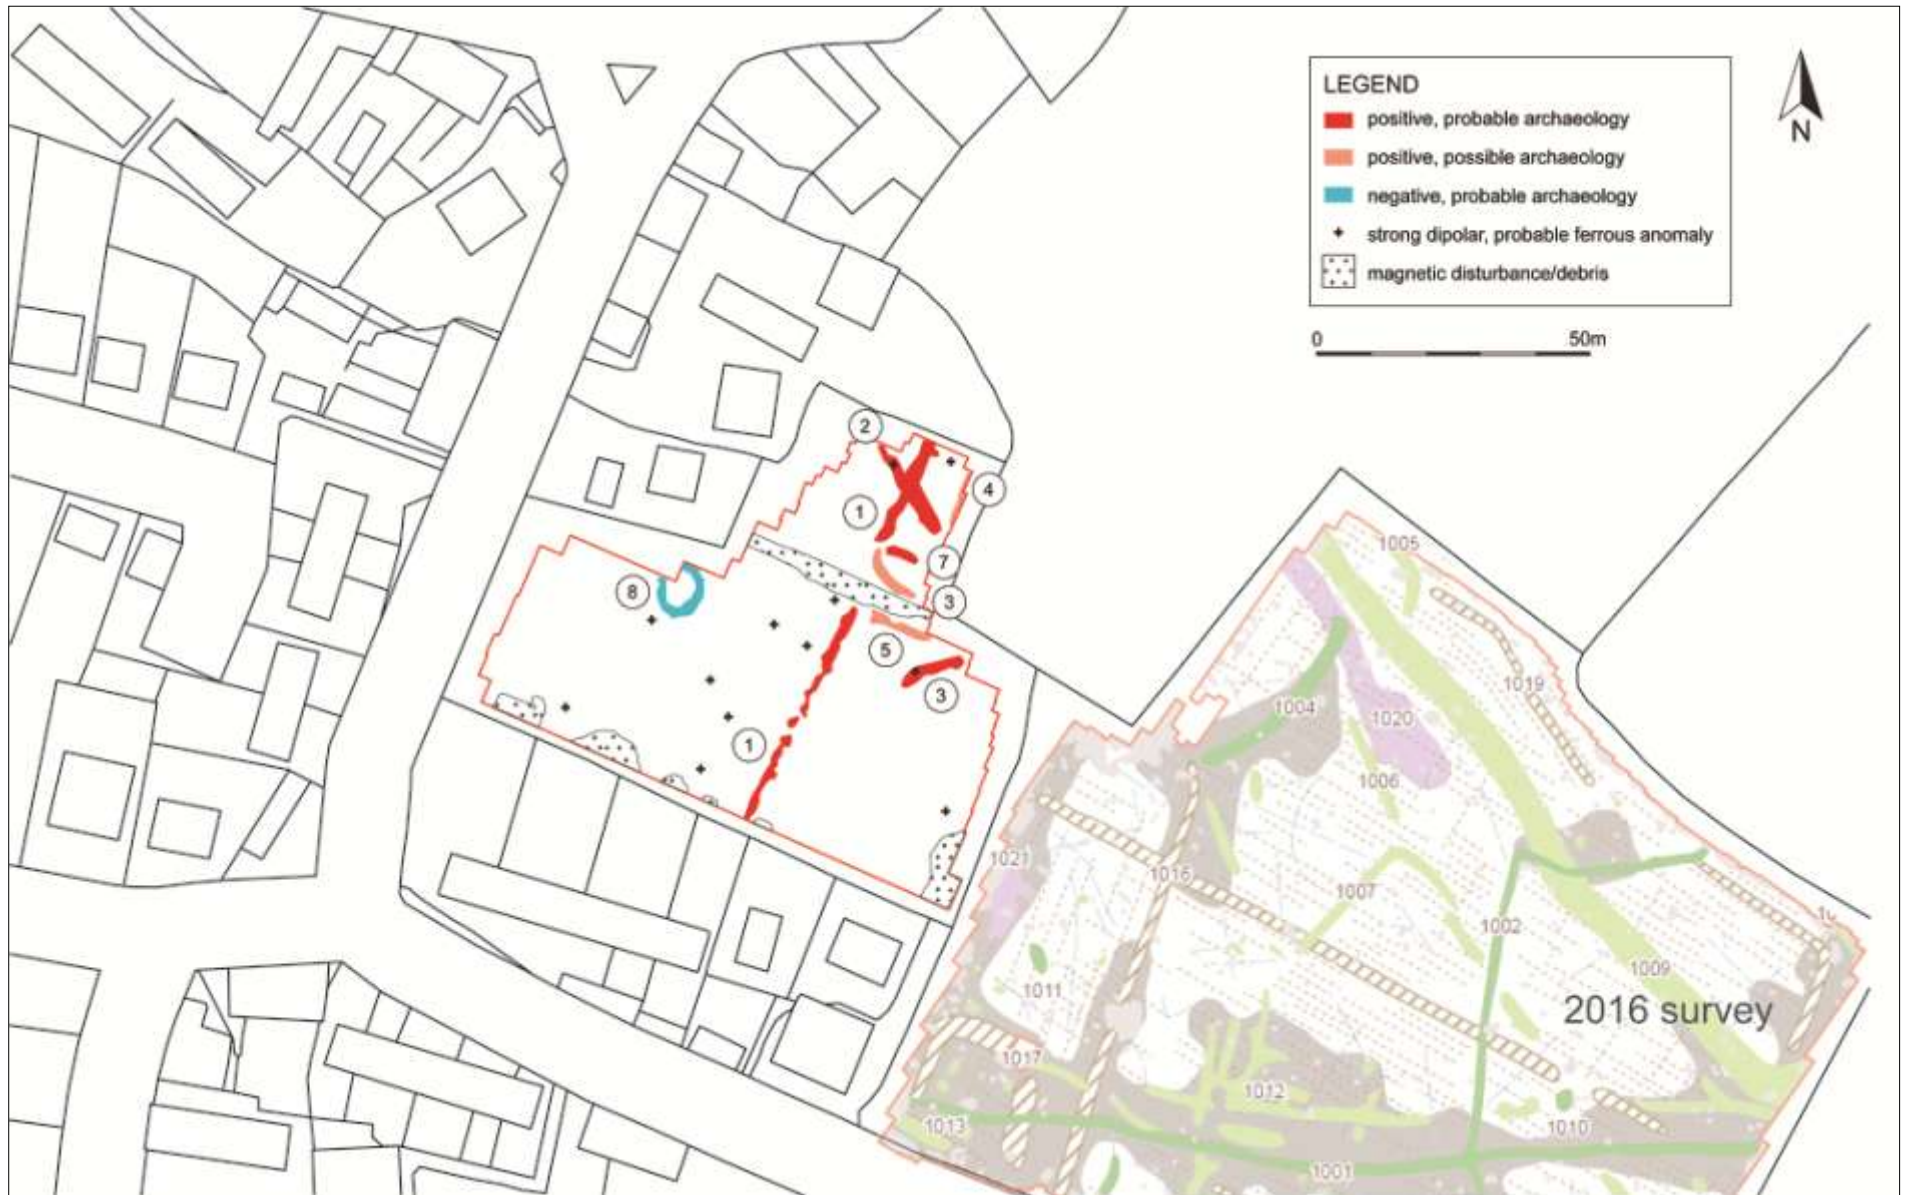 LEGEND
positive, probable archaeology
positive, possible archaeology
negative, probable archaeology
strong dipolar, probable ferrous anomaly
magnetic disturbance/debris
N
0 50m
2
4
1
7
8
3
5
3
1
1005
1019
1004
1020
1006
1021
1016
1007
1002
1009
2016 survey
1011
1017
1012
1013
1010
1001